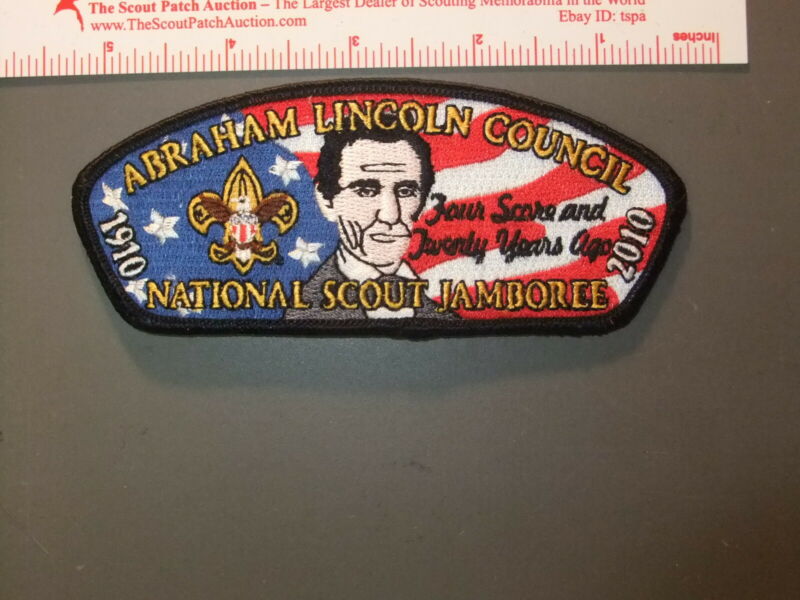 The Scout Patch Auction – The Largest Dealer of Scouting Memorabilia in the World
www.TheScoutPatchAuction.com
Ebay ID: tspa
5 4 3 2 1 Inches
ABRAHAM LINCOLN COUNCIL
1910
Four Score and
Twenty Years Ago
2010
NATIONAL SCOUT JAMBOREE